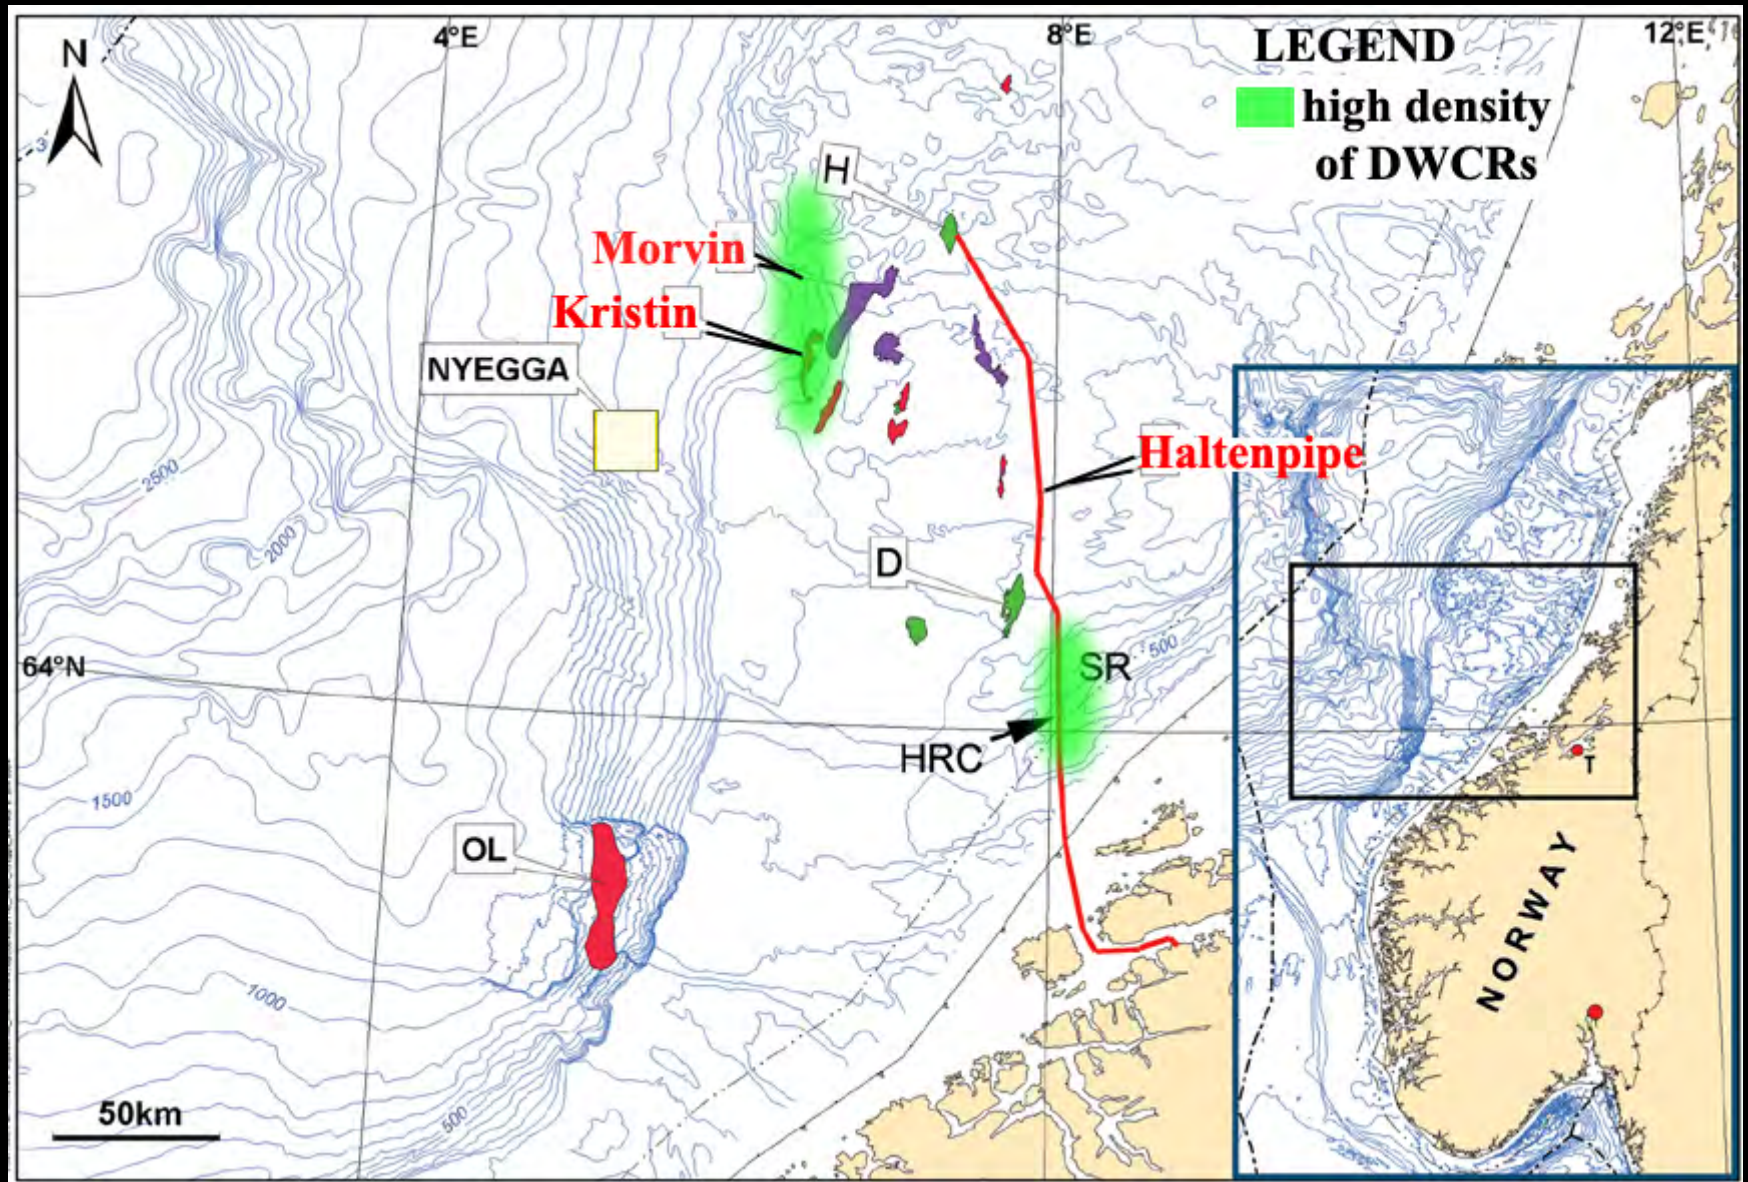 N
4°E
8°E
12°E
LEGEND
high density
of DWCRs
H
Morvin
Kristin
NYEGGA
Haltenpipe
2500
2000
D
500
64°N
SR
HRC
T
1500
OL
NORWAY
1000
50km
500